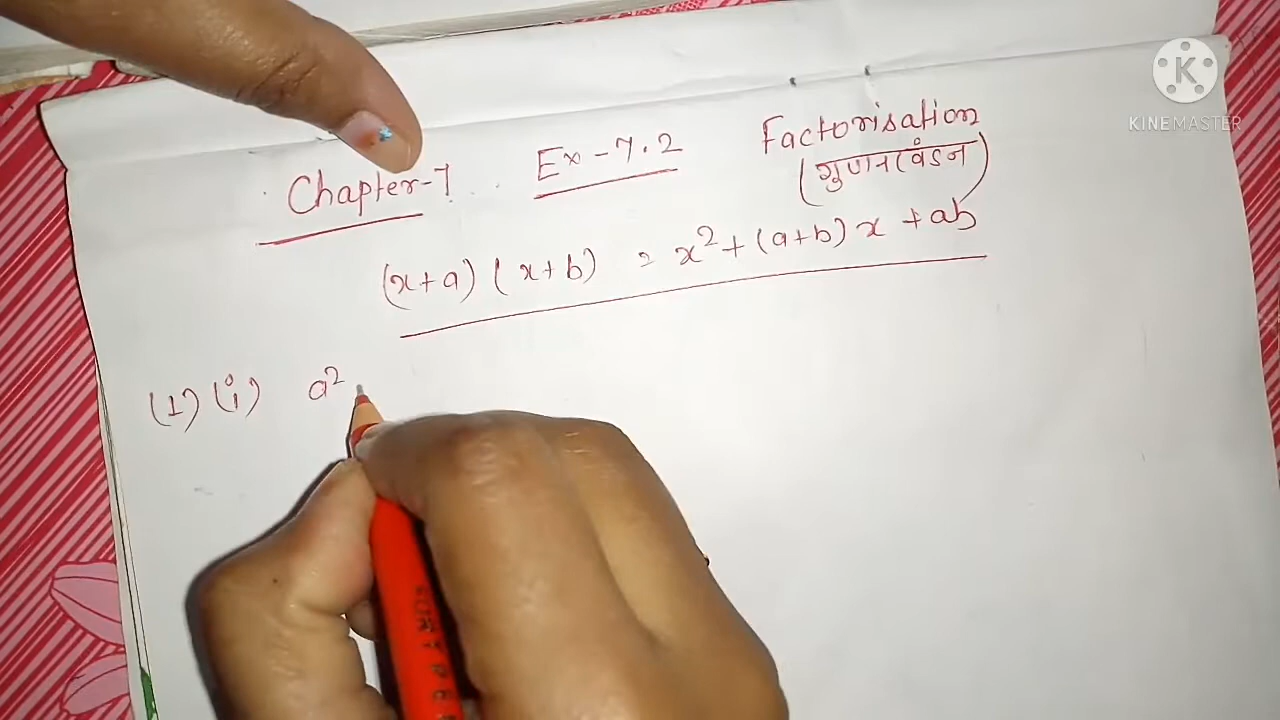 Chapter-7 Ex-7.2 Factorisation
(गुणनखंडन)
(x+a) (x+b) = x² + (a+b) x + ab
(1) (i) a²
K
KINEMASTER